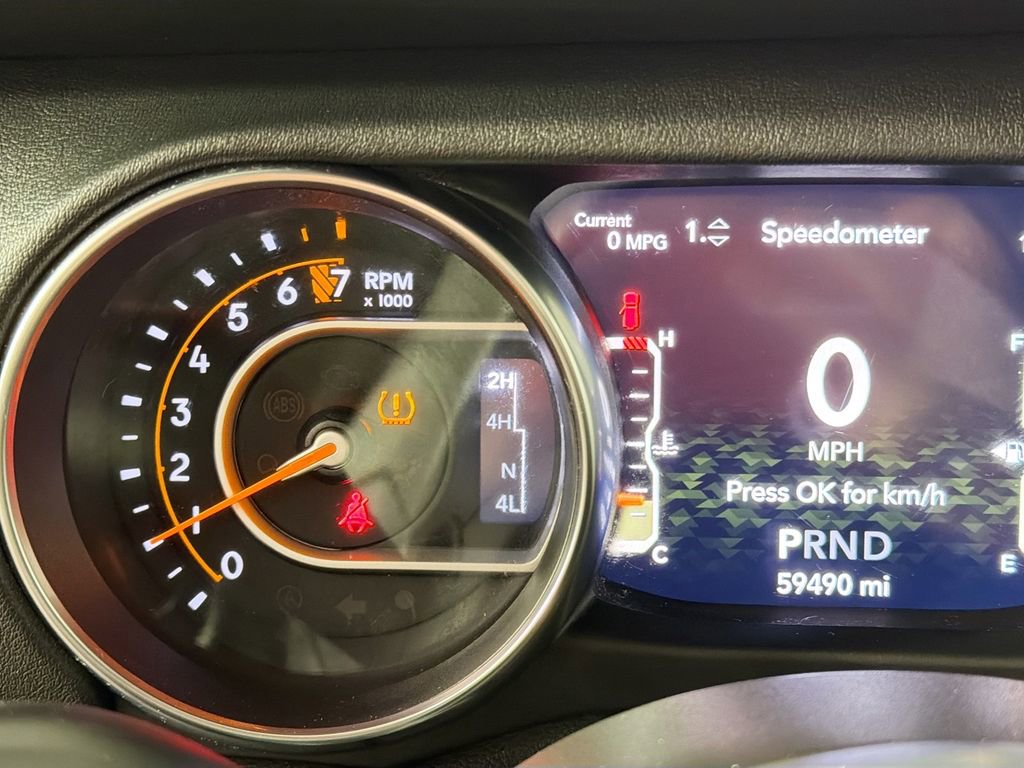 0
1
2
3
4
5
6
7
RPM
x 1000
ABS
2H
4H
N
4L
Current
0 MPG
1.
Speedometer
H
C
0
MPH
Press OK for km/h
PRND
59490 mi
F
E